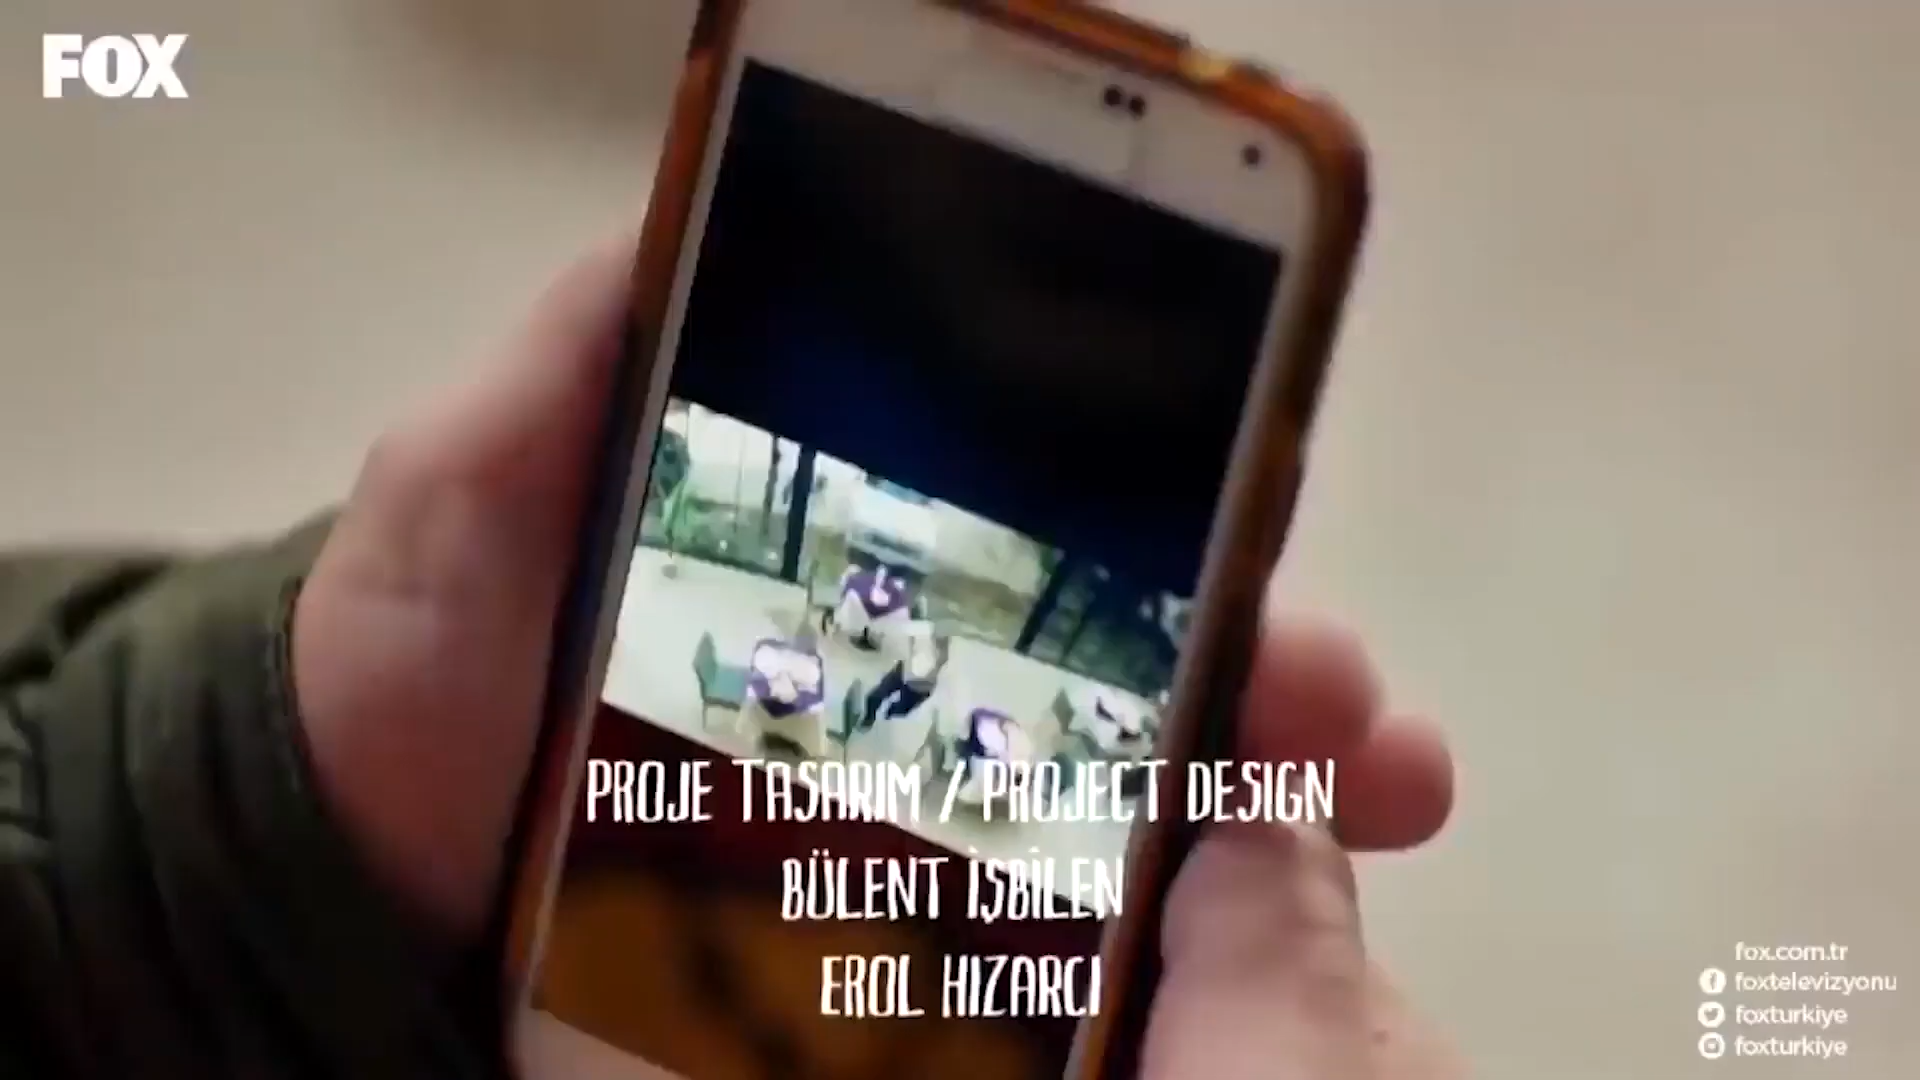 FOX
PROJE TASARIM / PROJECT DESIGN
BÜLENT İŞBİLEN
EROL HIZARCI
fox.com.tr
foxtelevizyonu
foxturkiye
foxturkiye